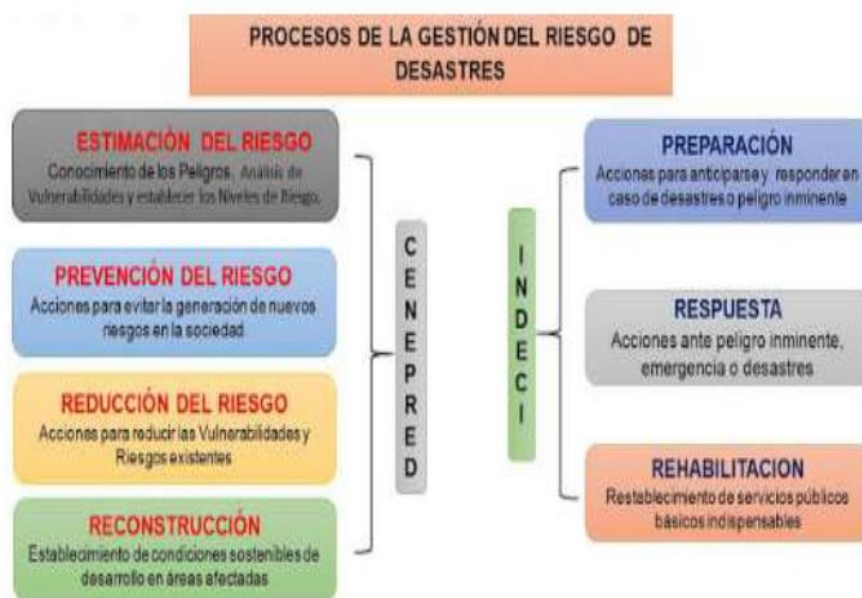 PROCESOS DE LA GESTIÓN DEL RIESGO DE
DESASTRES
ESTIMACIÓN DEL RIESGO
Conocimiento de los Peligros, Análisis de
Vulnerabilidades y establecer los Niveles de Riesgo.
PREVENCIÓN DEL RIESGO
Acciones para evitar la generación de nuevos
riesgos en la sociedad
REDUCCIÓN DEL RIESGO
Acciones para reducir las Vulnerabilidades y
Riesgos existentes
RECONSTRUCCIÓN
Establecimiento de condiciones sostenibles de
desarrollo en áreas afectadas
CENEPRED
INDECI
PREPARACIÓN
Acciones para anticiparse y responder en
caso de desastres o peligro inminente
RESPUESTA
Acciones ante peligro inminente,
emergencia o desastres
REHABILITACION
Restablecimiento de servicios públicos
básicos indispensables